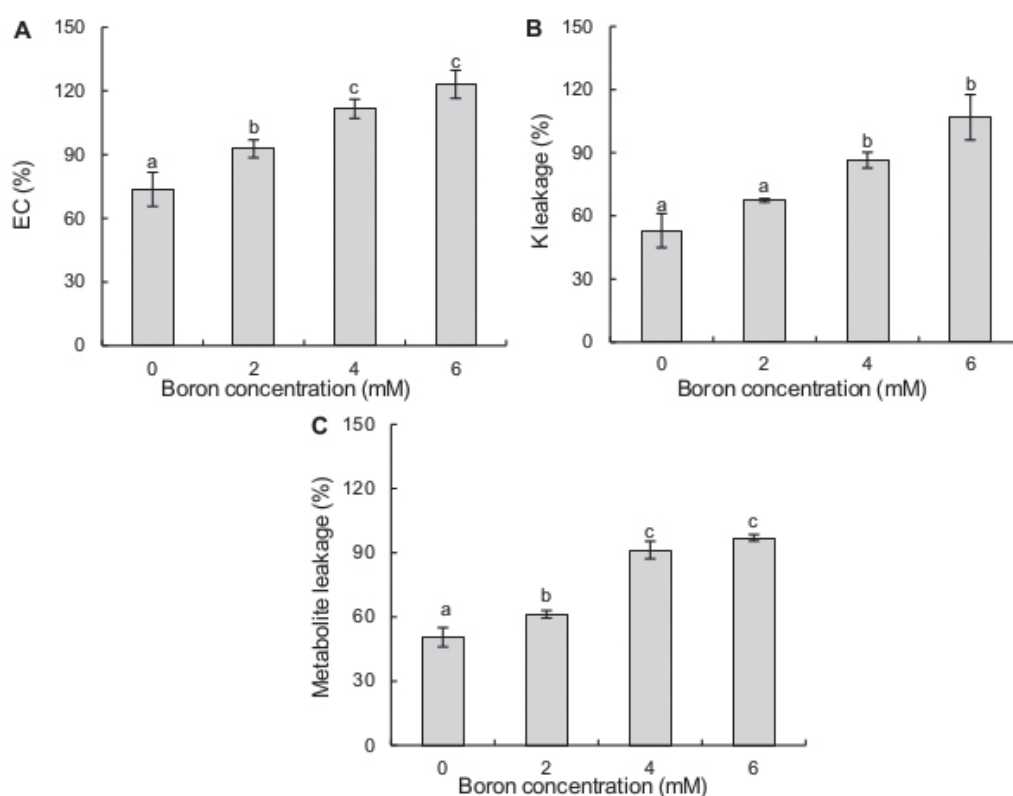 A
EC (%)
150
120
90
60
30
0
a
b
c
c
0 2 4 6
Boron concentration (mM)
B
K leakage (%)
150
120
90
60
30
0
a
a
b
b
0 2 4 6
Boron concentration (mM)
C
Metabolite leakage (%)
150
120
90
60
30
0
a
b
c
c
0 2 4 6
Boron concentration (mM)